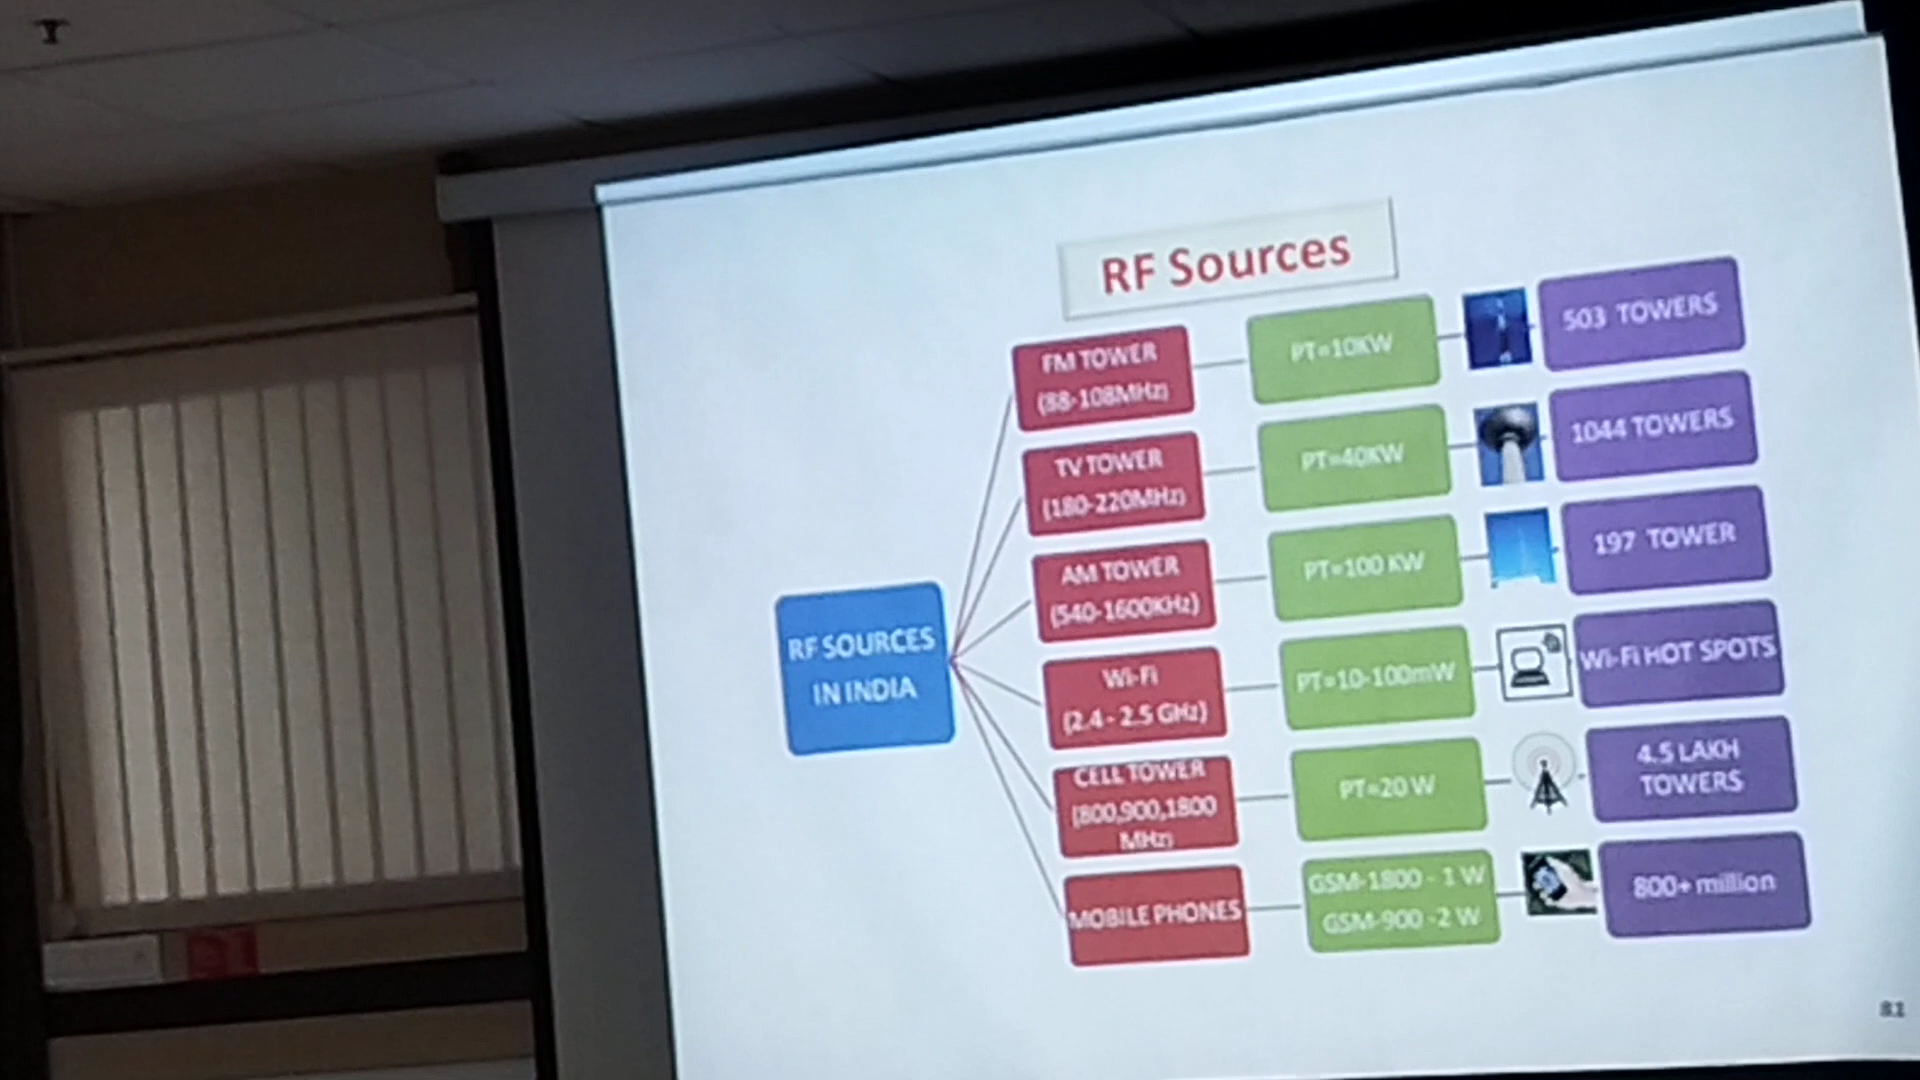 RF Sources
RF SOURCES
IN INDIA
FM TOWER
(88-108MHz)
PT=10KW
503 TOWERS
TV TOWER
(180-220MHz)
PT=40KW
1044 TOWERS
AM TOWER
(540-1600KHz)
PT=100 KW
197 TOWER
Wi-Fi
(2.4 - 2.5 GHz)
PT=10-100mW
Wi-Fi HOT SPOTS
CELL TOWER
(800,900,1800
MHz)
PT=20 W
4.5 LAKH
TOWERS
MOBILE PHONES
GSM-1800 - 1 W
GSM-900 -2 W
800+ million
81